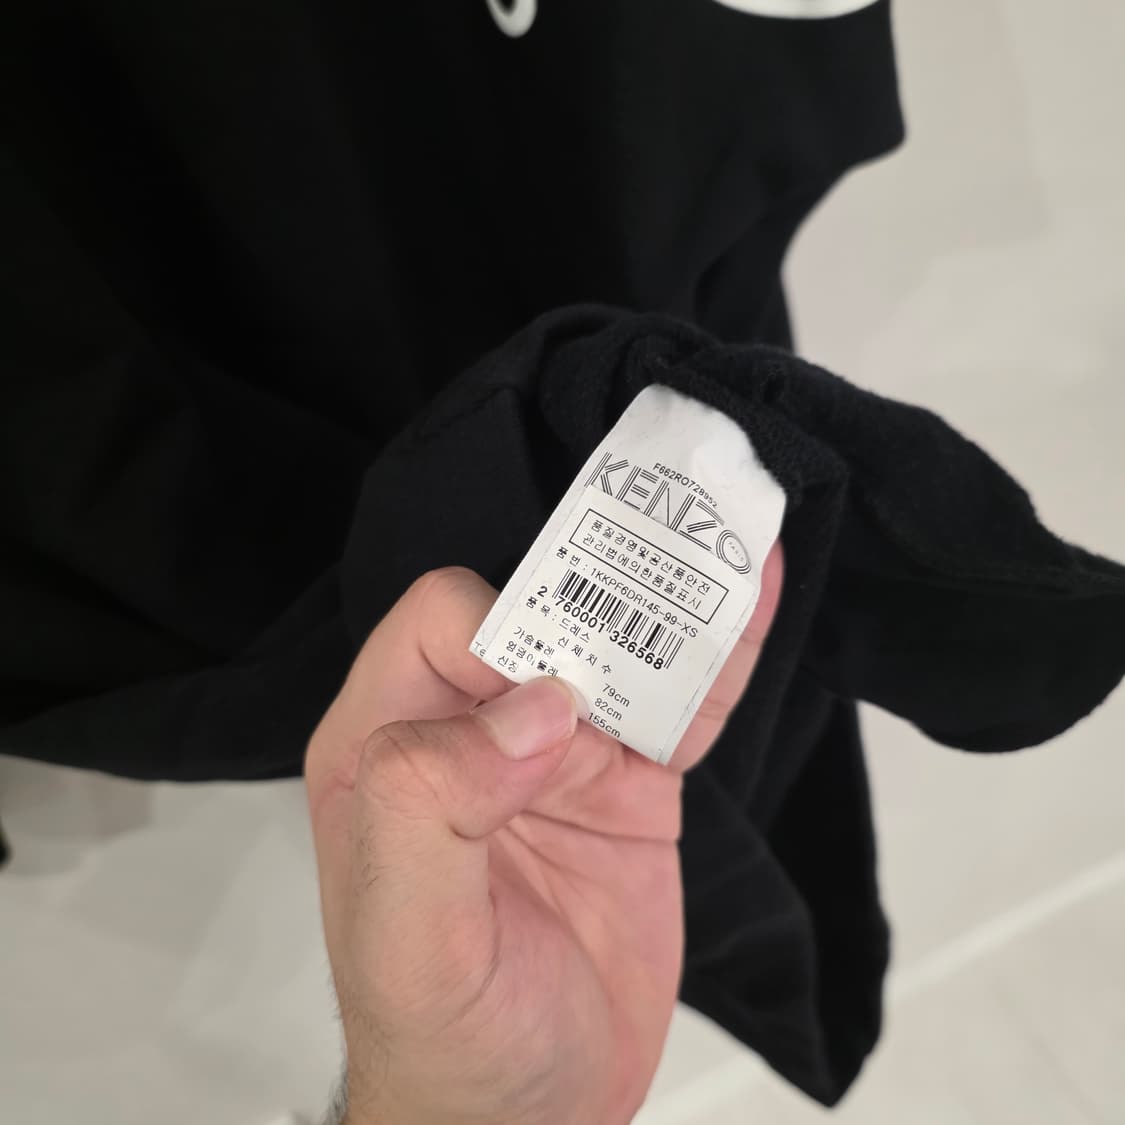 F662RO728952
KENZO
PARIS
품질경영및공산품안전
관리법에의한품질표시
품 번 : 1KKPF6DR145-99-XS
2 760001 326568
품 목 : 드레스
신 체 치 수
가슴둘레 79cm
엉덩이둘레 82cm
신장 155cm